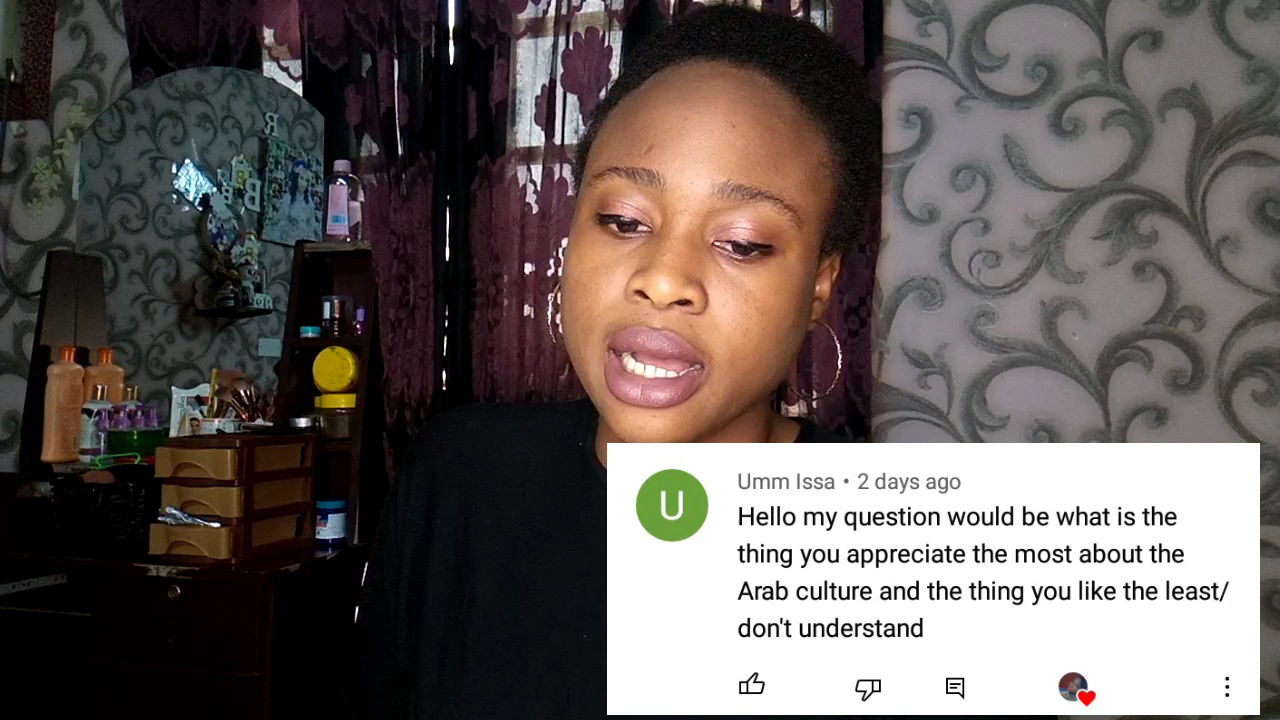 U
Umm Issa • 2 days ago
Hello my question would be what is the
thing you appreciate the most about the
Arab culture and the thing you like the least/
don't understand